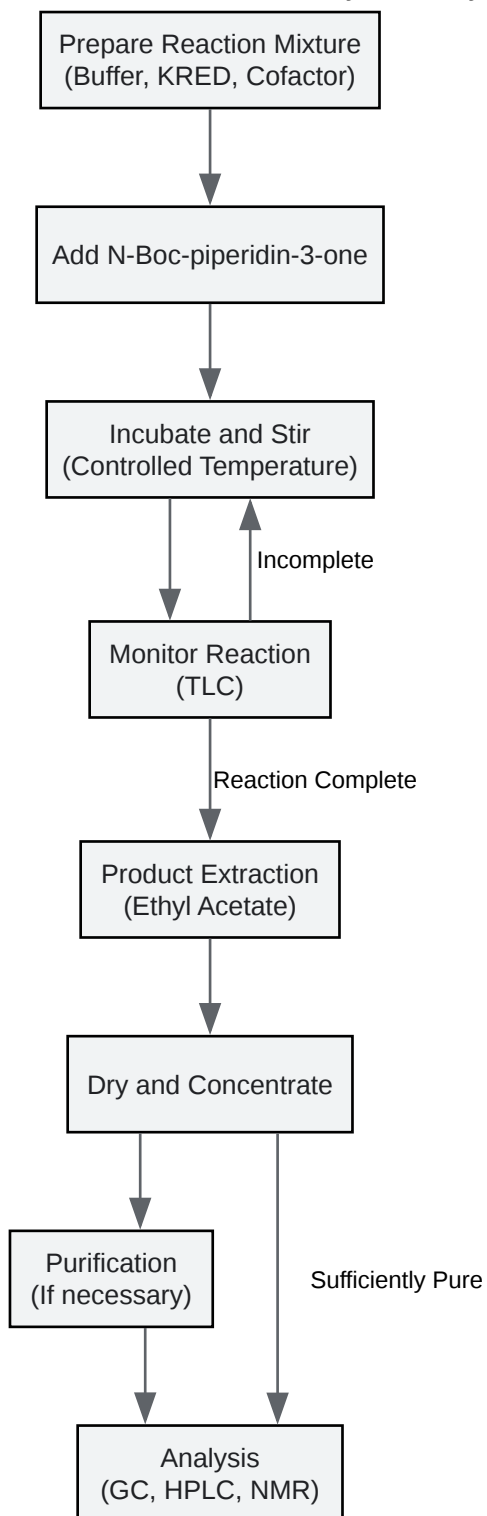 Prepare Reaction Mixture
(Buffer, KRED, Cofactor)
Add N-Boc-piperidin-3-one
Incubate and Stir
(Controlled Temperature)
Incomplete
Monitor Reaction
(TLC)
Reaction Complete
Product Extraction
(Ethyl Acetate)
Dry and Concentrate
Purification
(If necessary)
Sufficiently Pure
Analysis
(GC, HPLC, NMR)